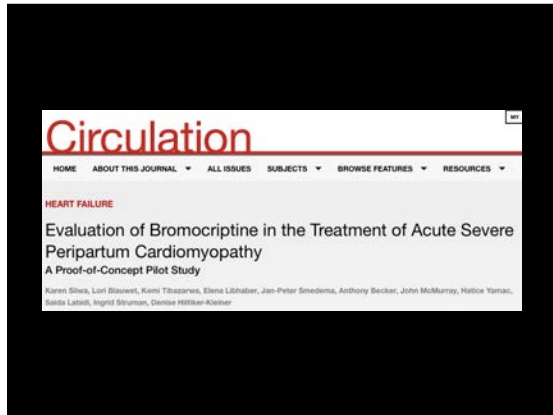 Circulation
MY
HOME ABOUT THIS JOURNAL ALL ISSUES SUBJECTS BROWSE FEATURES RESOURCES
HEART FAILURE
Evaluation of Bromocriptine in the Treatment of Acute Severe
Peripartum Cardiomyopathy
A Proof-of-Concept Pilot Study
Karen Sliwa, Lori Blauwet, Kemi Tibazarwa, Elena Libhaber, Jan-Peter Smedema, Anthony Becker, John McMurray, Hatice Yamac,
Saida Labidi, Ingrid Struman, Denise Hilfiker-Kleiner